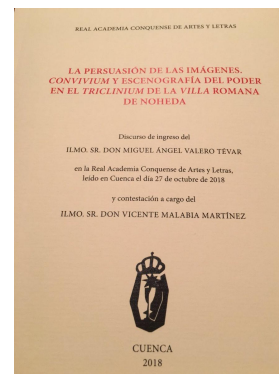 REAL ACADEMIA CONQUENSE DE ARTES Y LETRAS
LA PERSUASIÓN DE LAS IMÁGENES.
CONVIVIUM Y ESCENOGRAFÍA DEL PODER
EN EL TRICLINIUM DE LA VILLA ROMANA
DE NOHEDA
Discurso de ingreso del
ILMO. SR. DON MIGUEL ÁNGEL VALERO TÉVAR
en la Real Academia Conquense de Artes y Letras,
leído en Cuenca el día 27 de octubre de 2018
y contestación a cargo del
ILMO. SR. DON VICENTE MALABIA MARTÍNEZ
CUENCA
2018